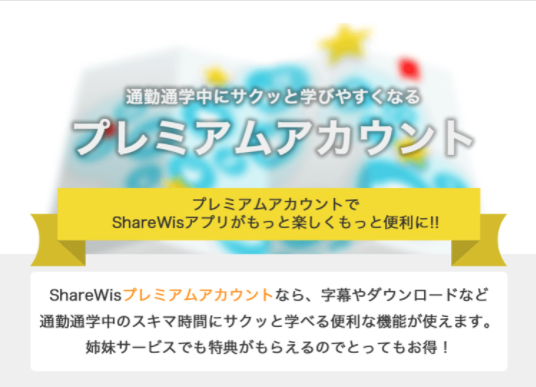 通勤通学中にサクッと学びやすくなる
プレミアムアカウント
プレミアムアカウントで
ShareWisアプリがもっと楽しくもっと便利に!!
ShareWisプレミアムアカウントなら、字幕やダウンロードなど
通勤通学中のスキマ時間にサクッと学べる便利な機能が使えます。
姉妹サービスでも特典がもらえるのでとってもお得！